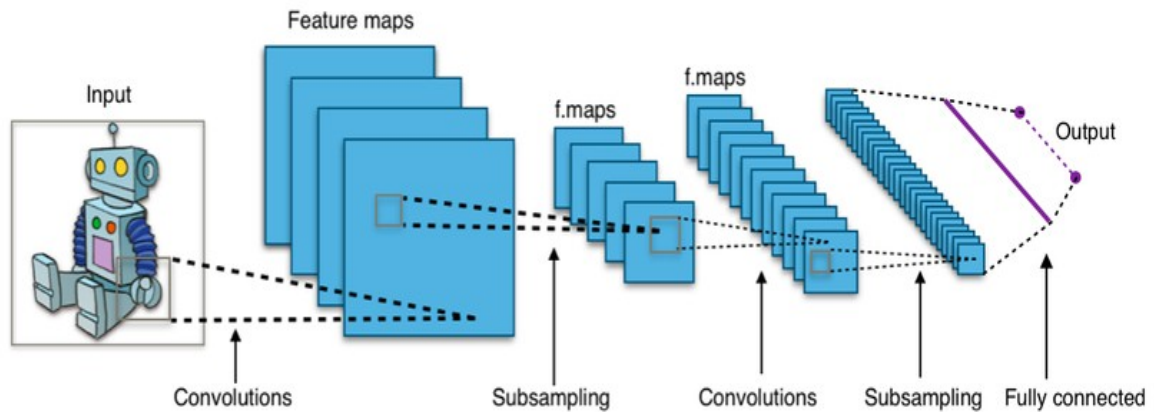 Feature maps
f.maps
Input
f.maps
Output
Convolutions
Subsampling
Convolutions
Subsampling
Fully connected